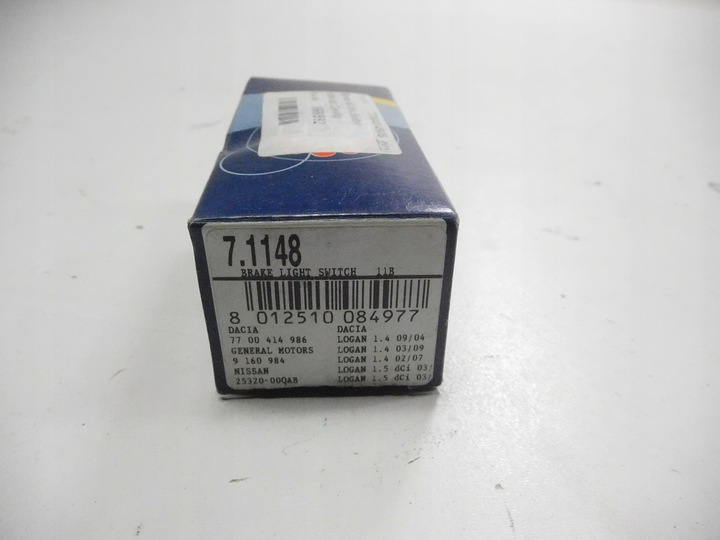 7.1148
BRAKE LIGHT SWITCH 11B
8 012510 084977
DACIA
77 00 414 986
GENERAL MOTORS
9 160 984
NISSAN
25320-00QAB
DACIA
LOGAN 1.4 09/04
LOGAN 1.4 03/09
LOGAN 1.4 02/07
LOGAN 1.5 dCi 03/
LOGAN 1.5 dCi 03/